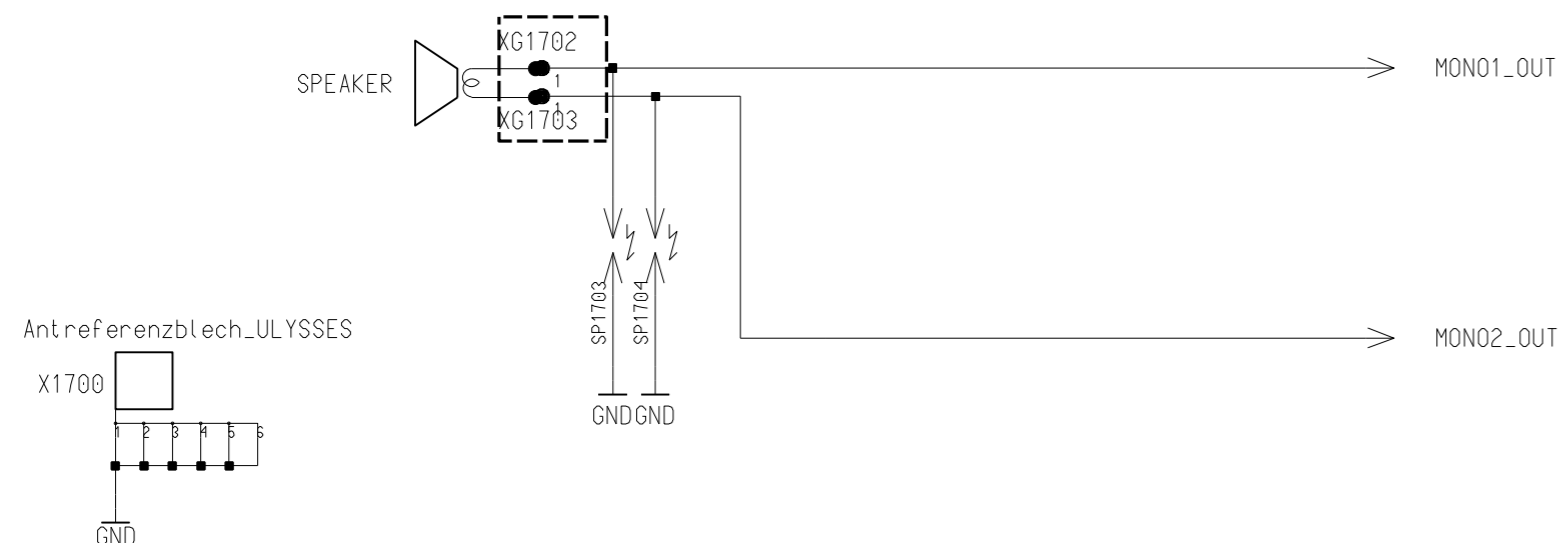 XG1702
SPEAKER
1
MONO1_OUT
1
XG1703
SP1703
SP1704
Antreferenzblech_ULYSSES
MONO2_OUT
X1700
GND GND
1 2 3 4 5 6
GND